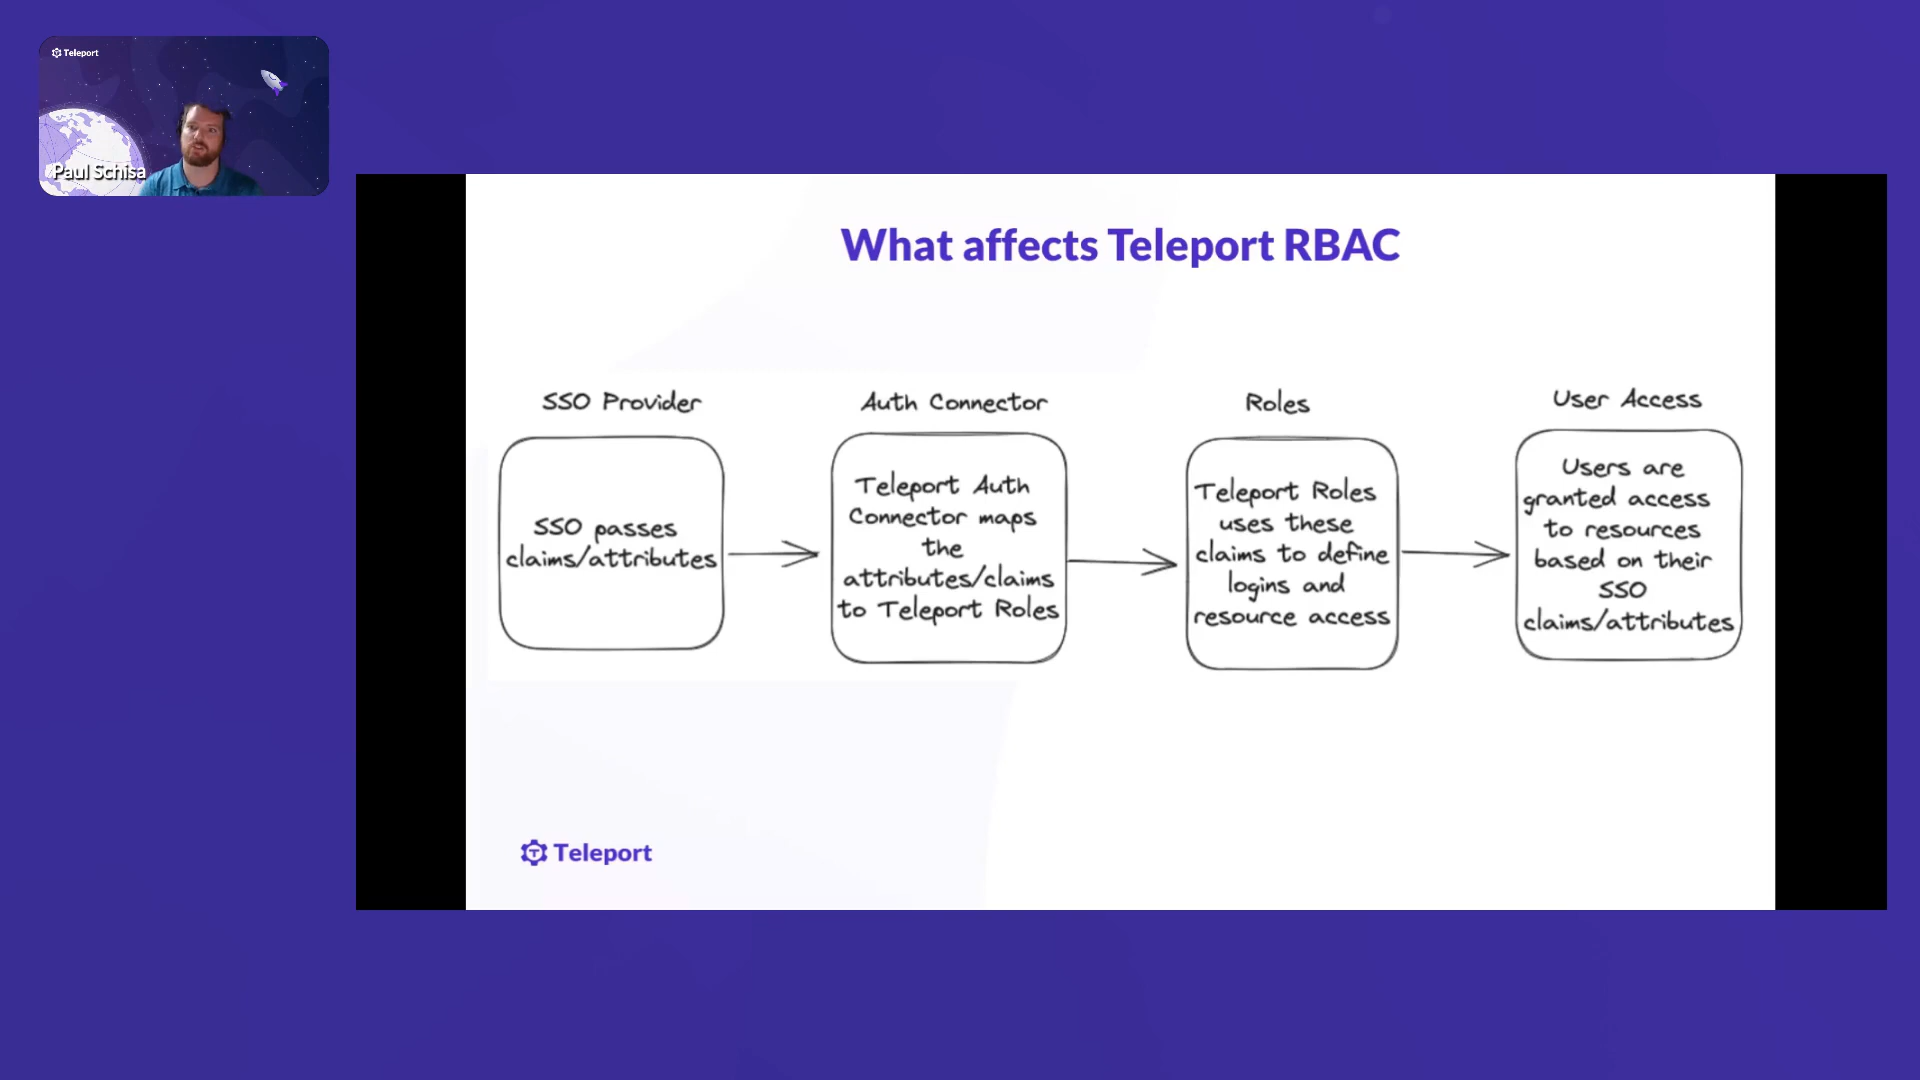 Teleport
Paul Schisa
What affects Teleport RBAC
SSO Provider
SSO passes
claims/attributes
Auth Connector
Teleport Auth
Connector maps
the
attributes/claims
to Teleport Roles
Roles
Teleport Roles
uses these
claims to define
logins and
resource access
User Access
Users are
granted access
to resources
based on their
SSO
claims/attributes
Teleport